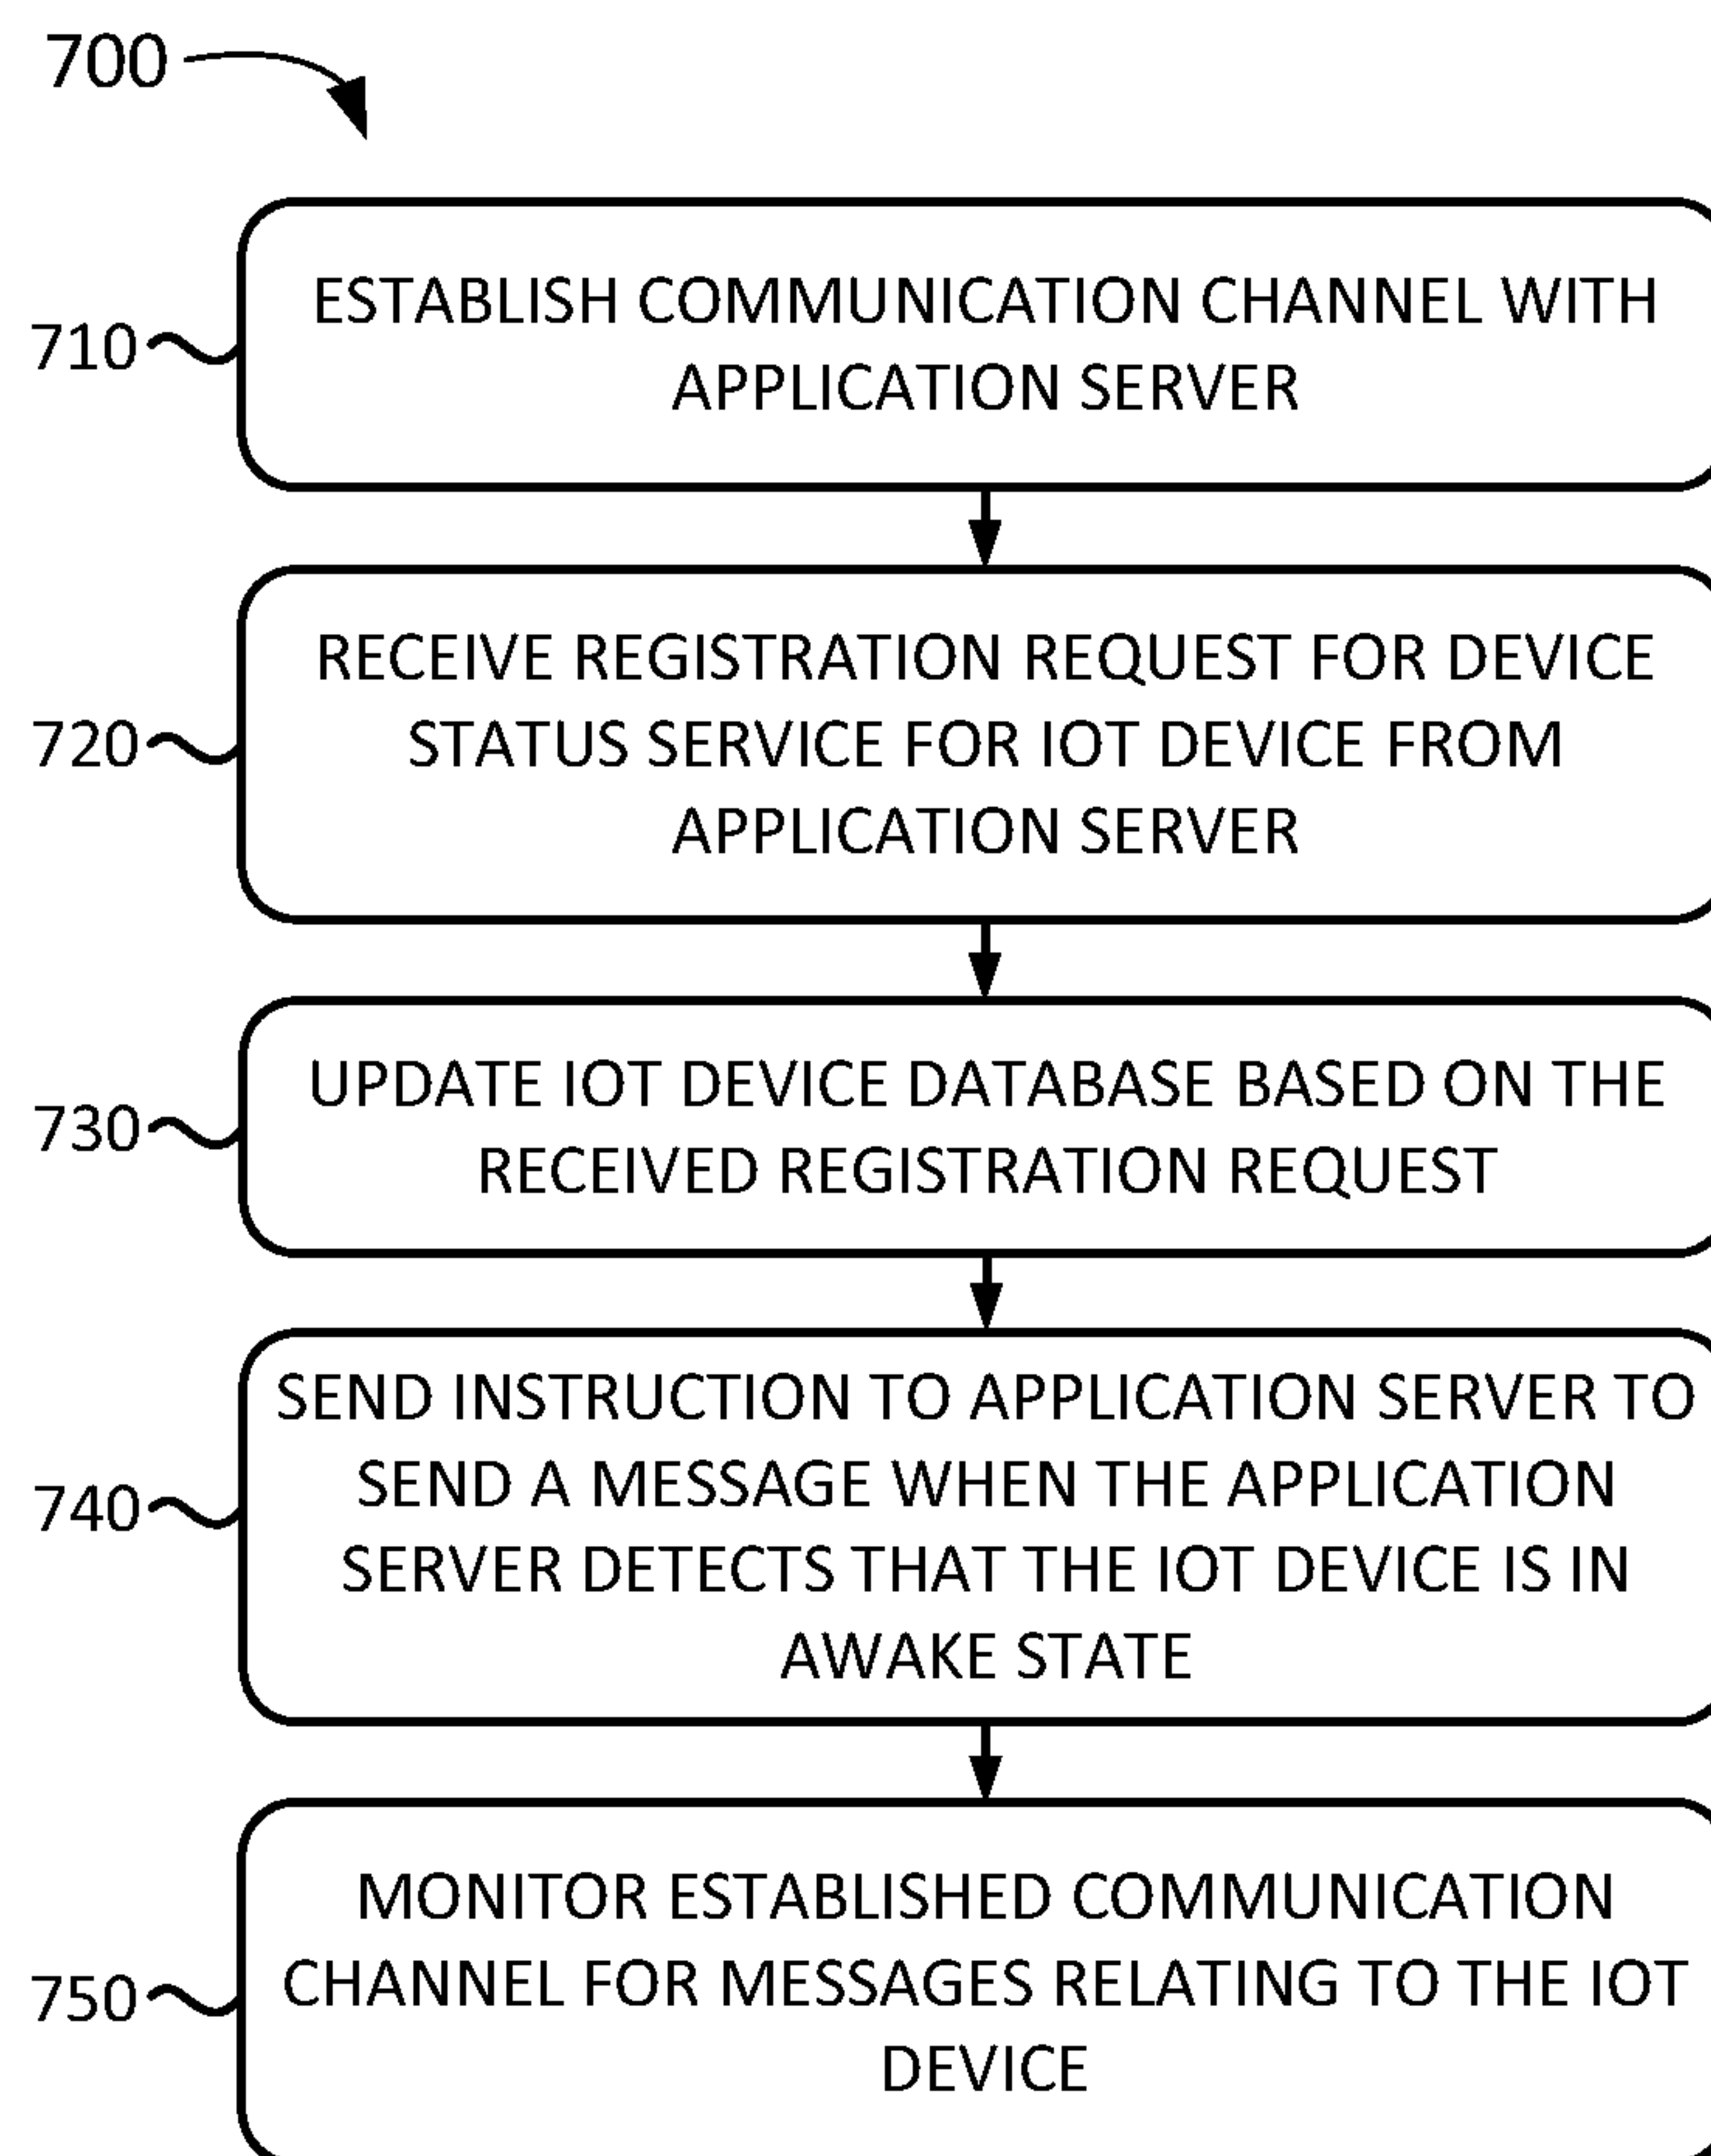 700
ESTABLISH COMMUNICATION CHANNEL WITH
710
APPLICATION SERVER
RECEIVE REGISTRATION REQUEST FOR DEVICE
720
STATUS SERVICE FOR IOT DEVICE FROM
APPLICATION SERVER
UPDATE IOT DEVICE DATABASE BASED ON THE
730
RECEIVED REGISTRATION REQUEST
SEND INSTRUCTION TO APPLICATION SERVER TO
SEND A MESSAGE WHEN THE APPLICATION
740
SERVER DETECTS THAT THE IOT DEVICE IS IN
AWAKE STATE
MONITOR ESTABLISHED COMMUNICATION
CHANNEL FOR MESSAGES RELATING TO THE IOT
750
DEVICE